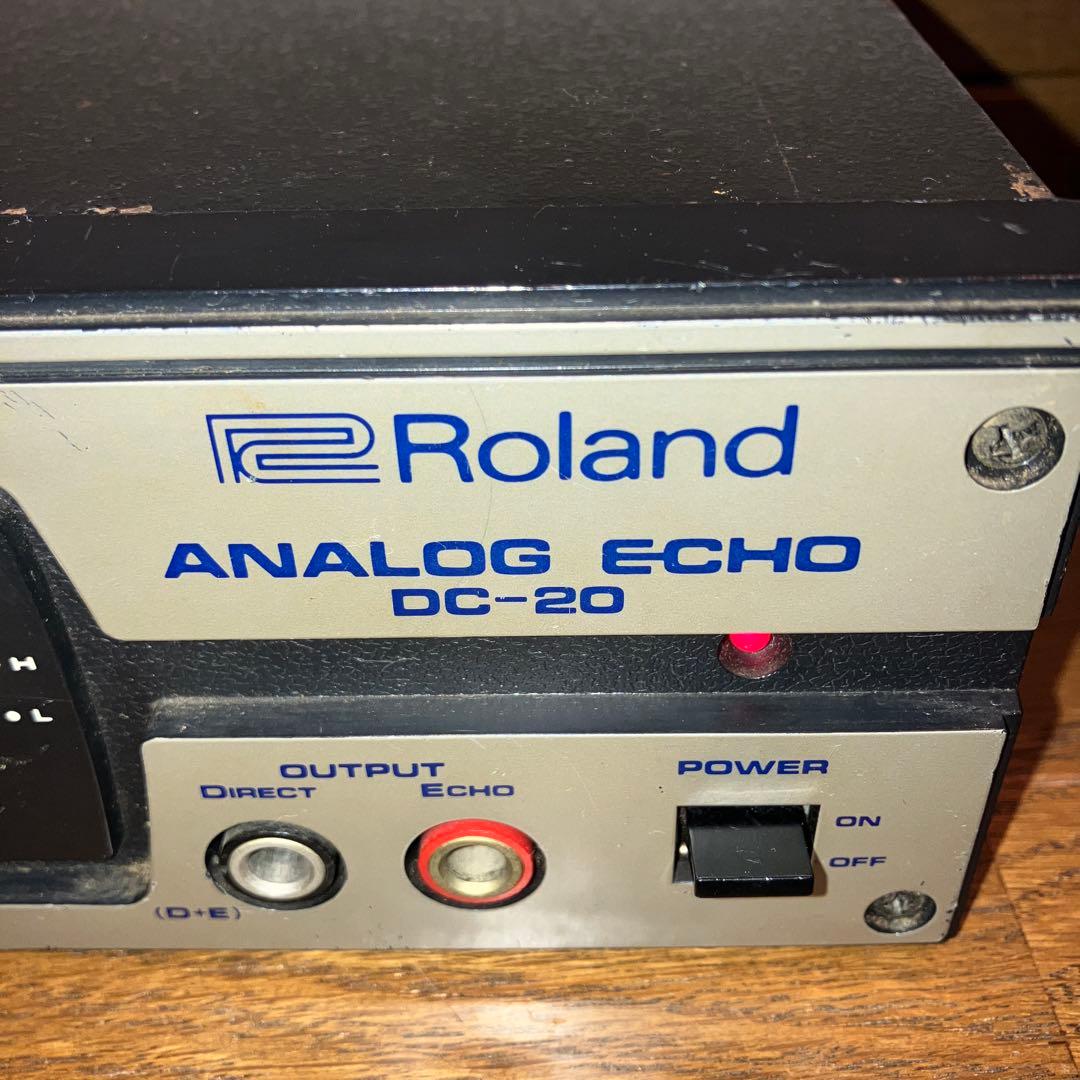 Roland
ANALOG ECHO
DC-20
H
L
OUTPUT
DIRECT ECHO
(D+E)
POWER
ON
OFF